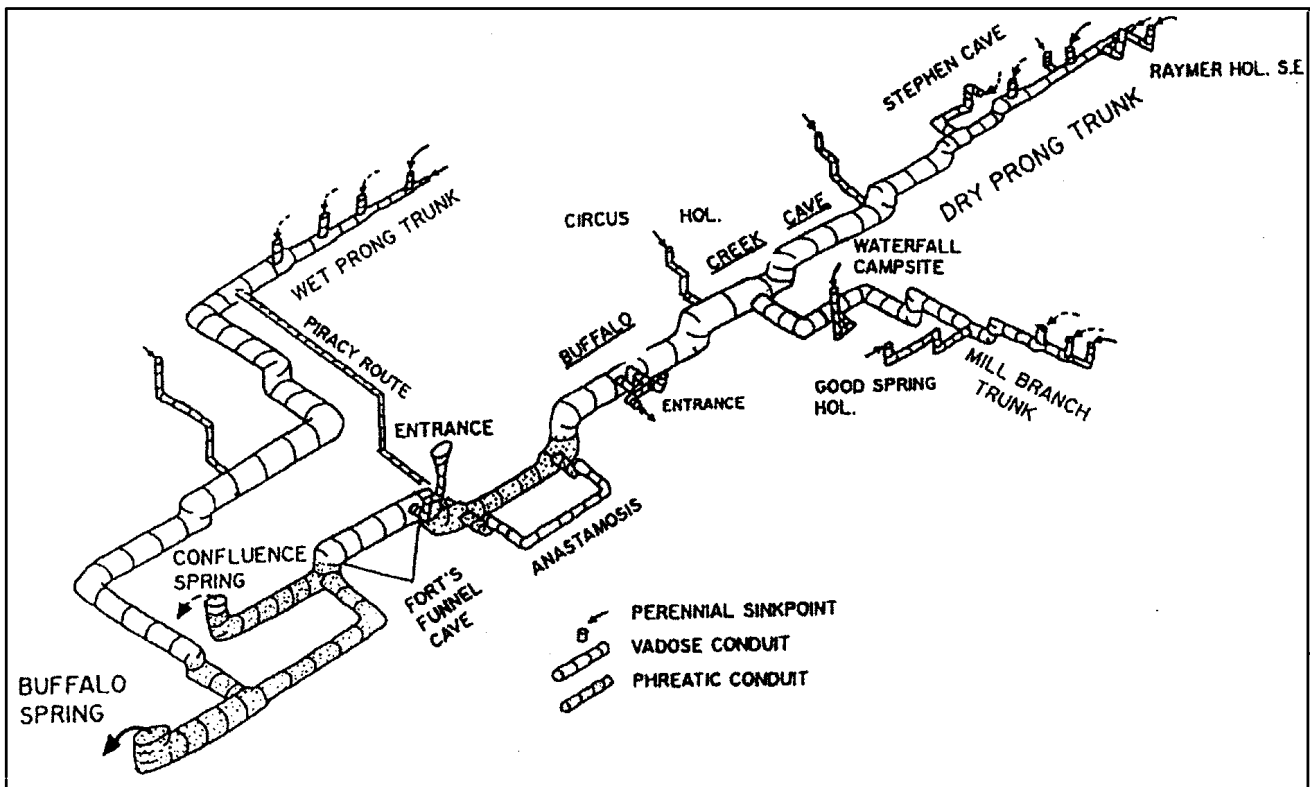 STEPHEN CAVE
RAYMER HOL. S.E
DRY PRONG TRUNK
WET PRONG TRUNK
CIRCUS HOL.
BUFFALO CREEK CAVE
WATERFALL
CAMPSITE
PIRACY ROUTE
ENTRANCE
ENTRANCE
GOOD SPRING
HOL.
MILL BRANCH
TRUNK
ANASTAMOSIS
CONFLUENCE
SPRING
FORT'S
FUNNEL
CAVE
PERENNIAL SINKPOINT
VADOSE CONDUIT
PHREATIC CONDUIT
BUFFALO
SPRING